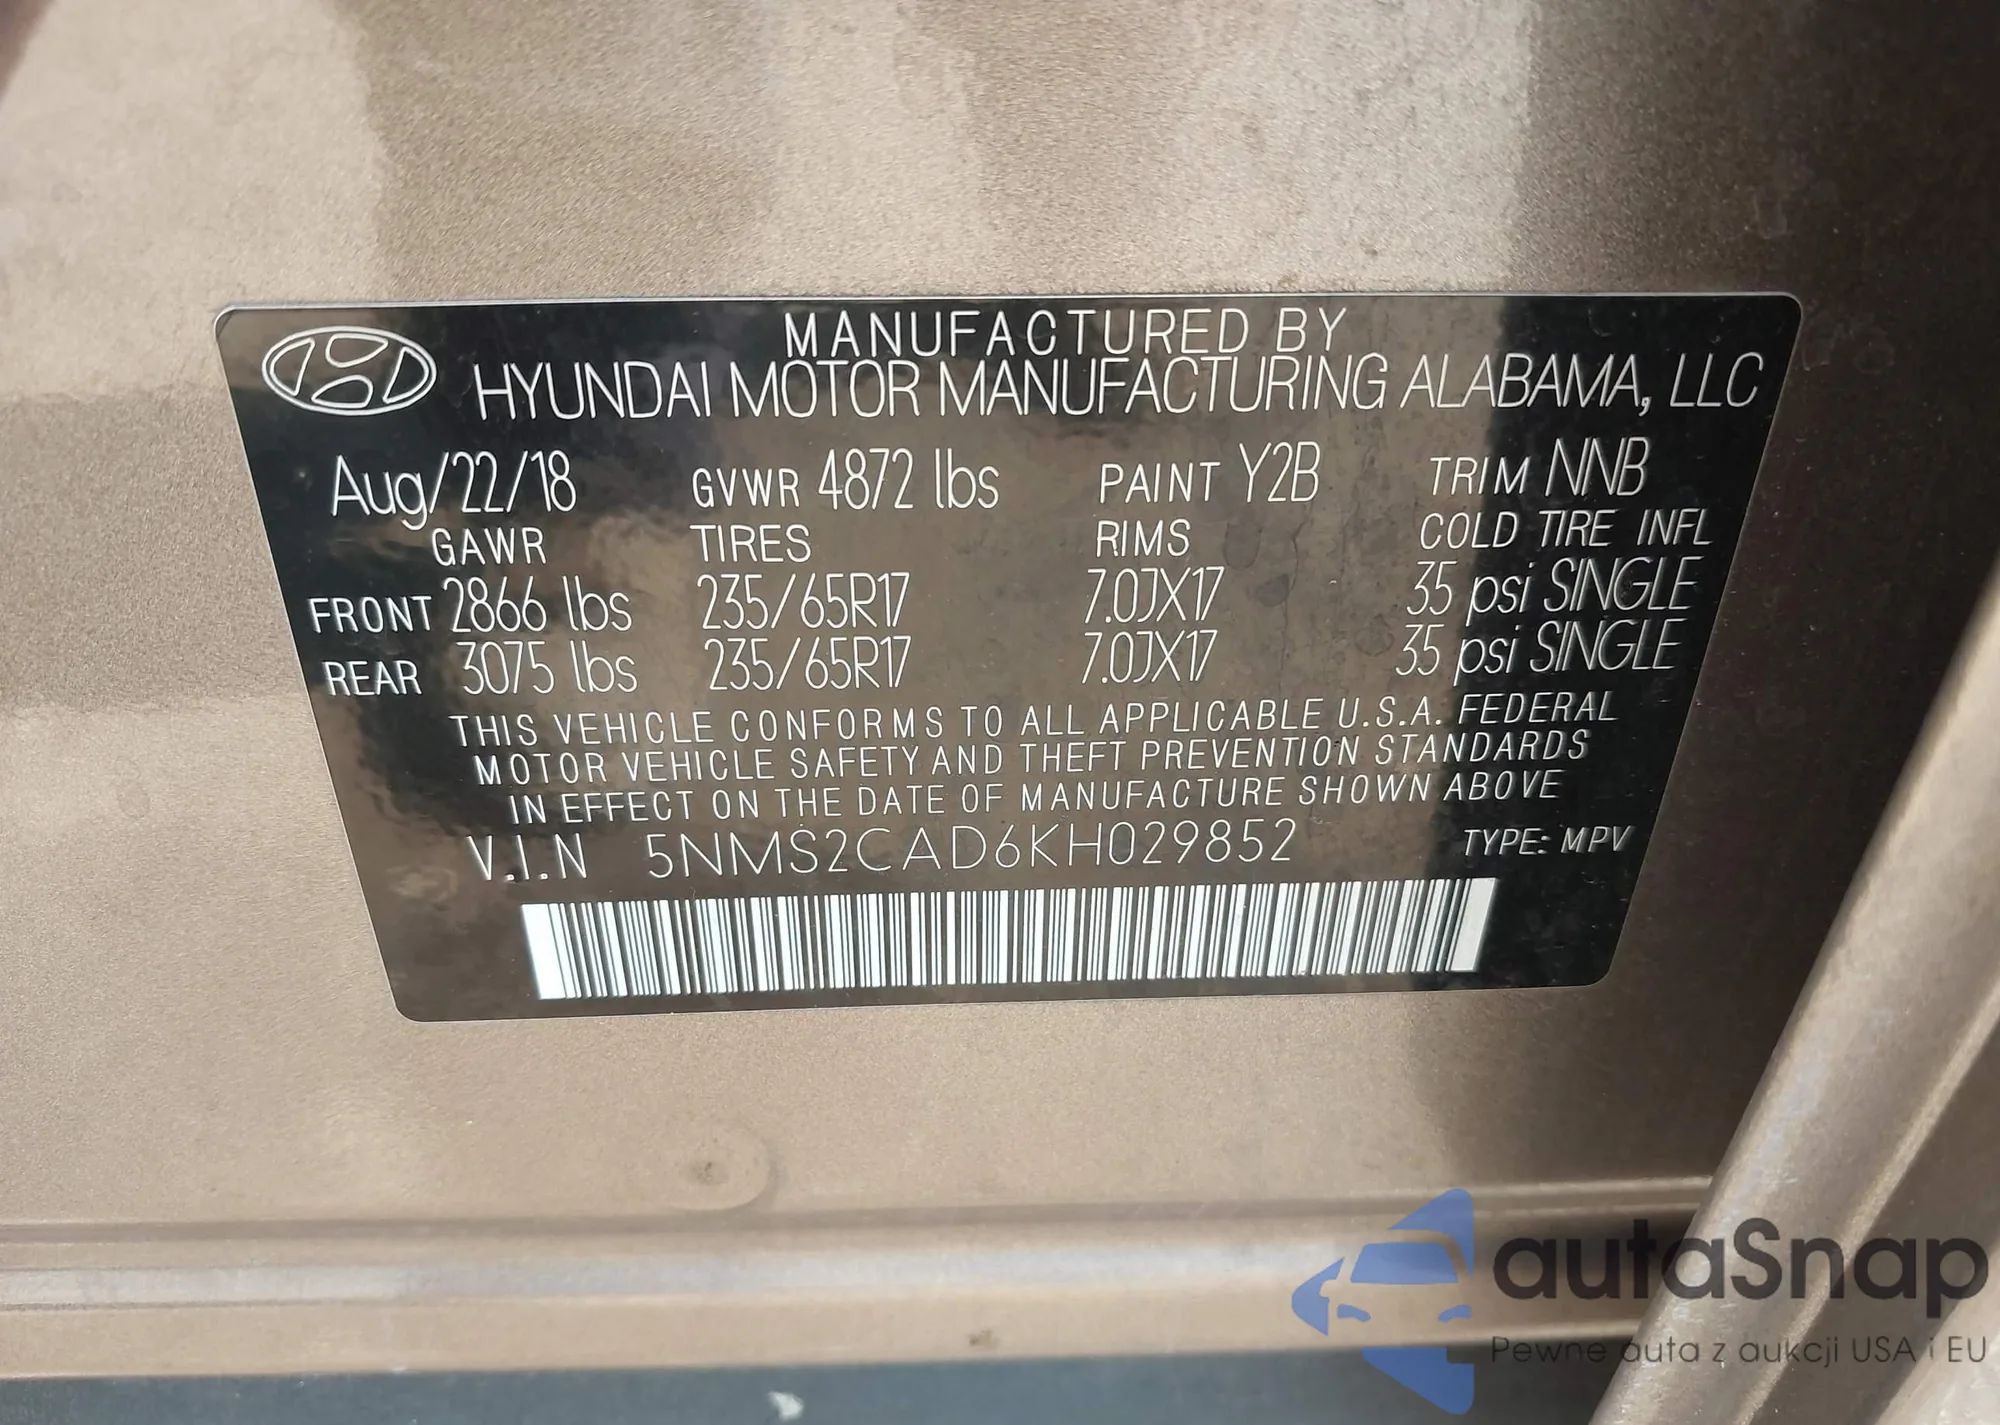 MANUFACTURED BY
HYUNDAI MOTOR MANUFACTURING ALABAMA, LLC
Aug/22/18 GVWR 4872 lbs PAINT Y2B TRIM NNB
GAWR TIRES RIMS COLD TIRE INFL
FRONT 2866 lbs 235/65R17 7.0JX17 35 psi SINGLE
REAR 3075 lbs 235/65R17 7.0JX17 35 psi SINGLE
THIS VEHICLE CONFORMS TO ALL APPLICABLE U.S.A. FEDERAL
MOTOR VEHICLE SAFETY AND THEFT PREVENTION STANDARDS
IN EFFECT ON THE DATE OF MANUFACTURE SHOWN ABOVE
V.I.N 5NMS2CAD6KH029852 TYPE: MPV
autaSnap
Pewne auta z aukcji USA i EU